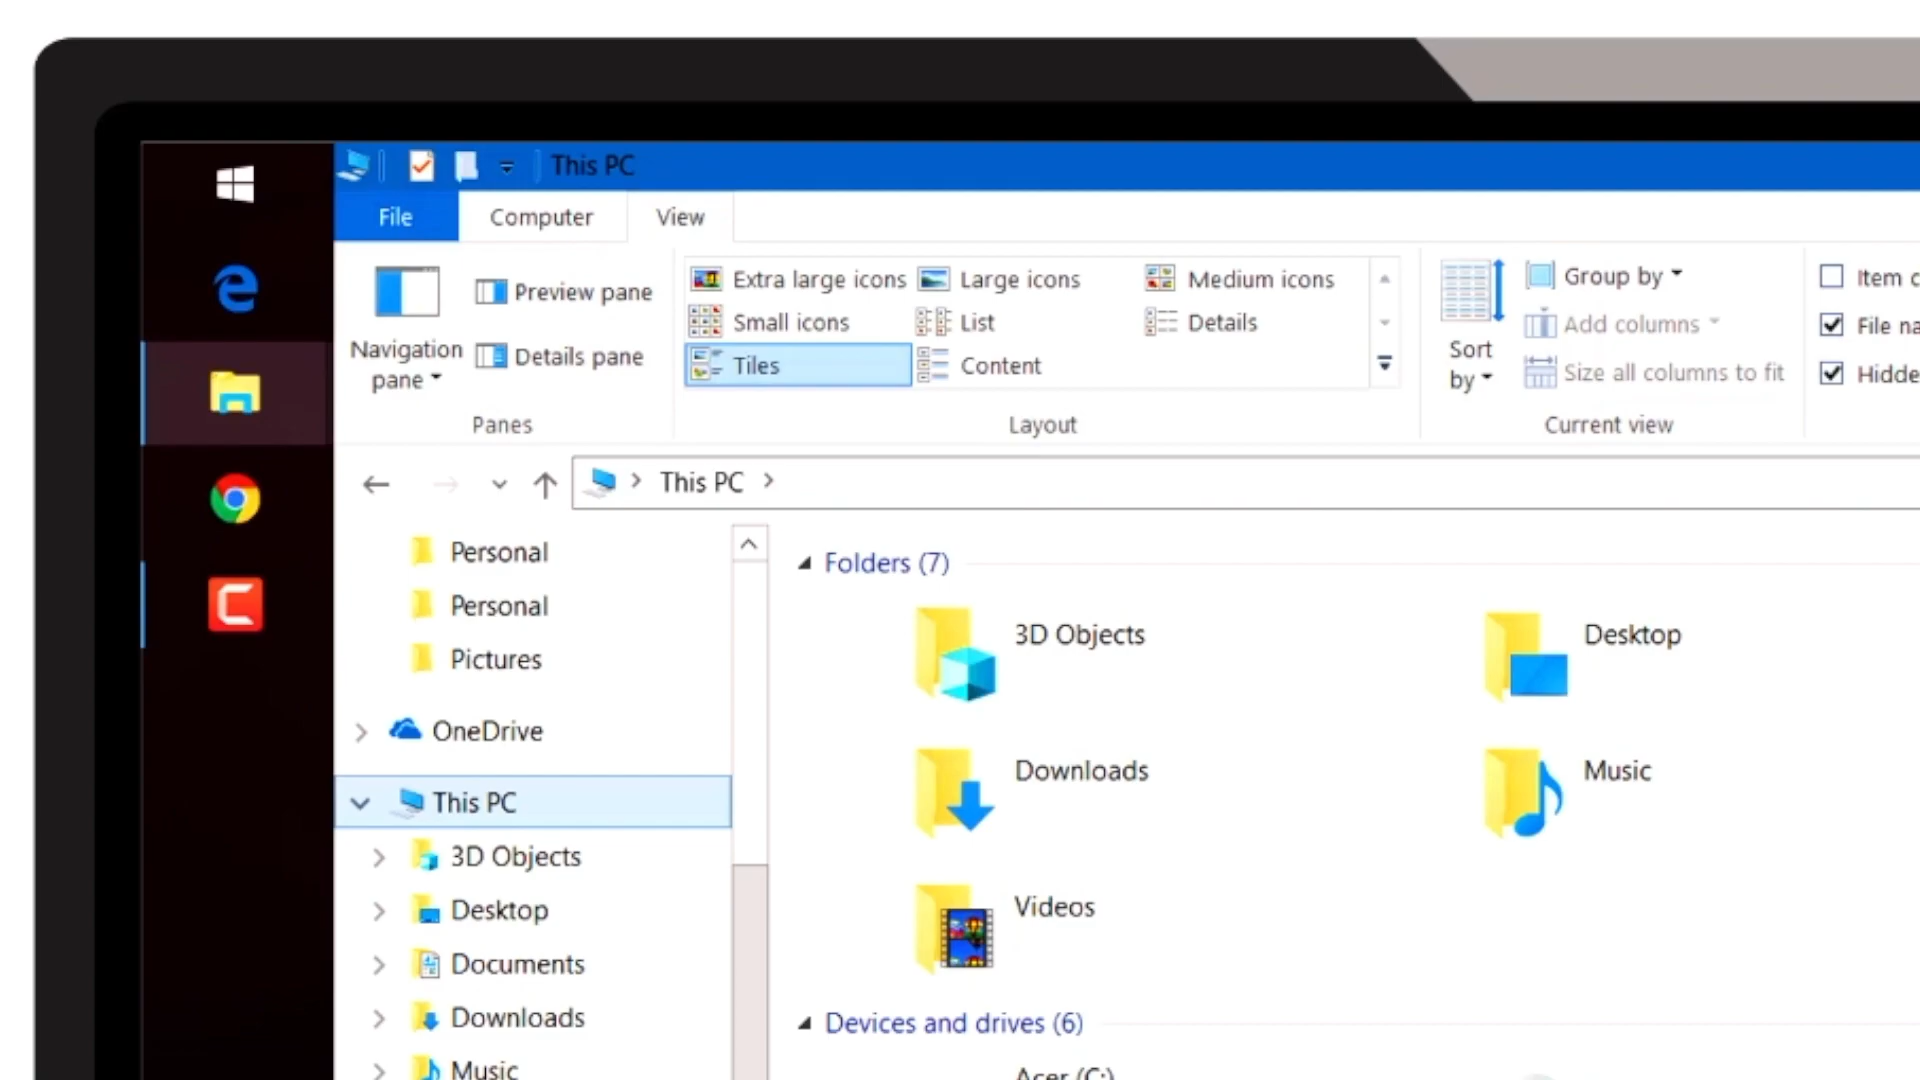 This PC
File Computer View
Navigation pane
Preview pane
Details pane
Panes
Extra large icons Large icons Medium icons
Small icons List Details
Tiles Content
Layout
Sort by
Group by
Add columns
Size all columns to fit
Current view
Item
File
This PC
Personal
Personal
Pictures
OneDrive
This PC
3D Objects
Desktop
Documents
Downloads
Music
Folders (7)
3D Objects Desktop
Downloads Music
Videos
Devices and drives (6)
Acer (C:)